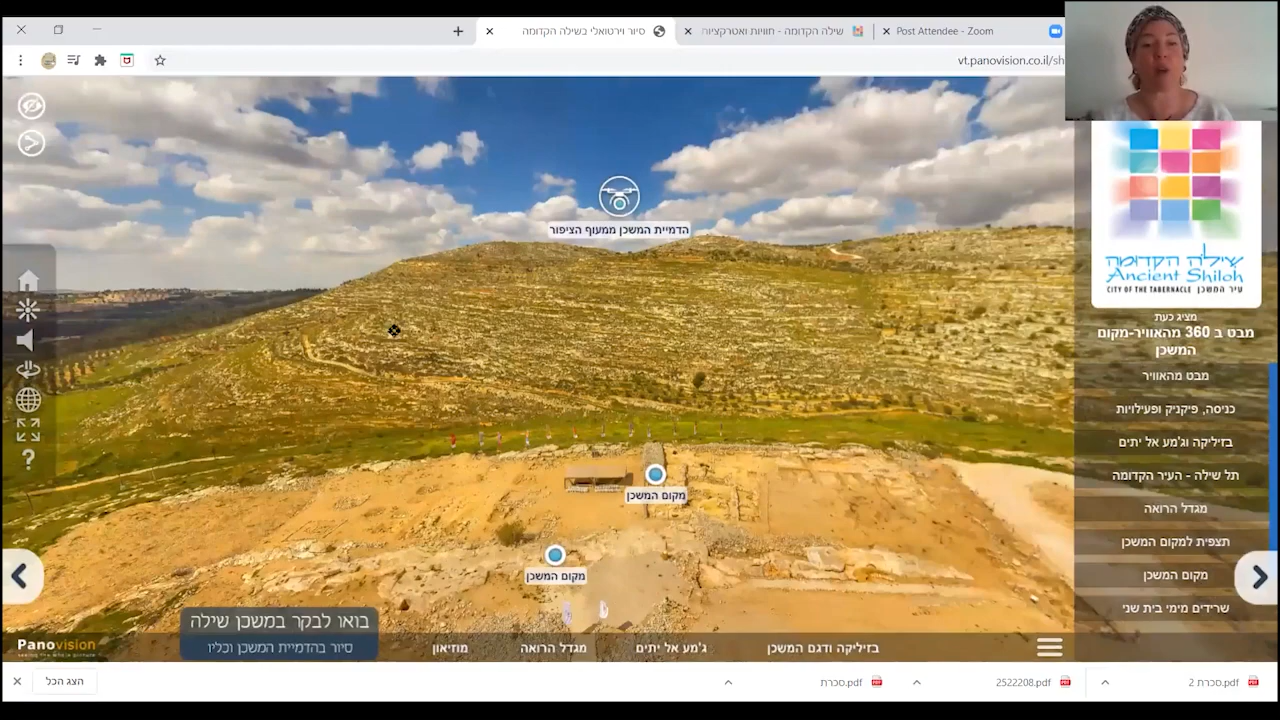 סיור וירטואלי בשילה הקדומה
שילה הקדומה - חוויות ואטרקציות
Post Attendee - Zoom
vt.panovision.co.il/sh
הדמיית המשכן ממעוף הציפור
שילה הקדומה
Ancient Shiloh
CITY OF THE TABERNACLE עיר המשכן
מציג כעת
מבט ב 360 מהאוויר-מקום
המשכן
מבט מהאוויר
כניסה, פיקניק ופעילויות
בזיליקה וג'מע אל יתים
תל שילה - העיר הקדומה
מגדל הרואה
תצפית למקום המשכן
מקום המשכן
שרידים מימי בית שני
מקום המשכן
מקום המשכן
בואו לבקר במשכן שילה
סיור בהדמיית המשכן וכליו
בזיליקה ודגם המשכן
ג'מע אל יתים
מגדל הרואה
מוזיאון
Panovision
הצג הכל
סכרת.pdf
2522208.pdf
סכרת 2.pdf